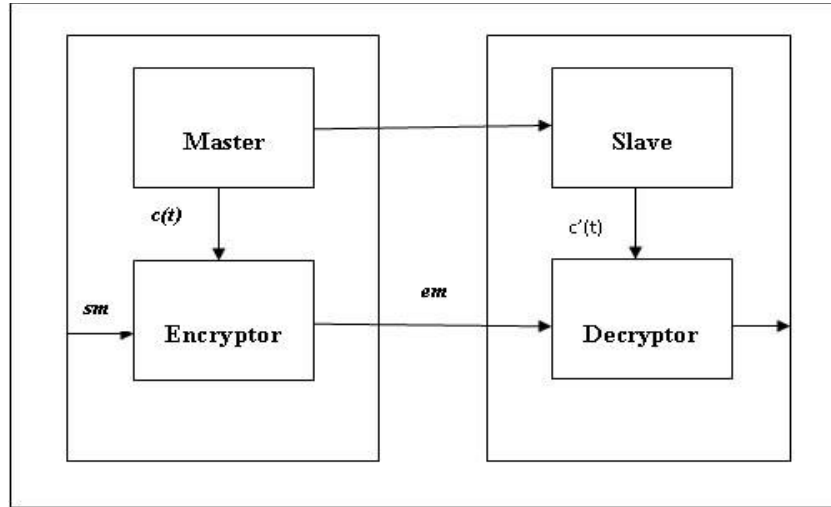 Master
Slave
c(t)
c’(t)
sm
em
Encryptor
Decryptor